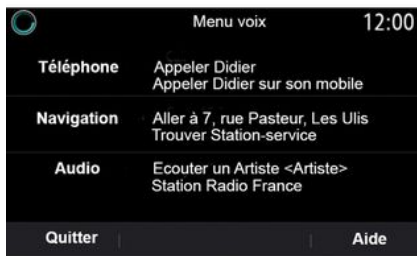 Menu voix 12:00
Téléphone Appeler Didier
Appeler Didier sur son mobile
Navigation Aller à 7, rue Pasteur, Les Ulis
Trouver Station-service
Audio Ecouter un Artiste <Artiste>
Station Radio France
Quitter Aide